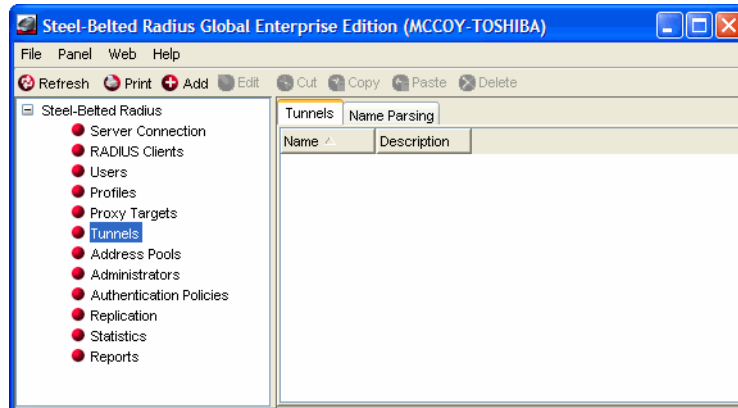 Steel-Belted Radius Global Enterprise Edition (MCCOY-TOSHIBA)
File Panel Web Help
Refresh Print Add Edit Cut Copy Paste Delete
Steel-Belted Radius
Server Connection
RADIUS Clients
Users
Profiles
Proxy Targets
Tunnels
Address Pools
Administrators
Authentication Policies
Replication
Statistics
Reports
Tunnels Name Parsing
Name Description